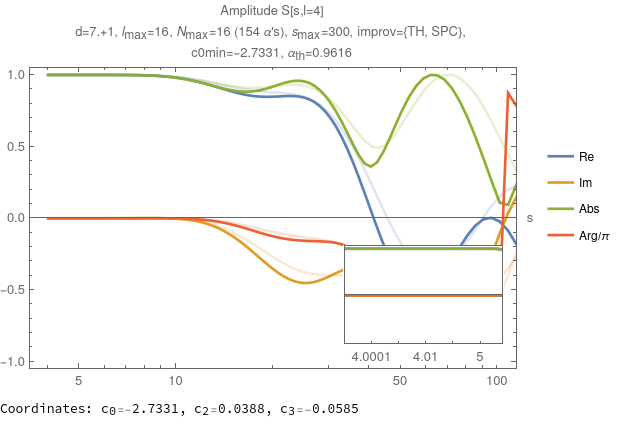 Amplitude S[s,l=4]
d=7.+1, lmax=16, Nmax=16 (154 α's), smax=300, improv={TH, SPC},
c0min=−2.7331, αth=0.9616
1.0
0.5
0.0
−0.5
−1.0
s
Re
Im
Abs
Arg/π
4.0001 4.01 5
5 10 50 100
Coordinates: c0=-2.7331, c2=0.0388, c3=-0.0585